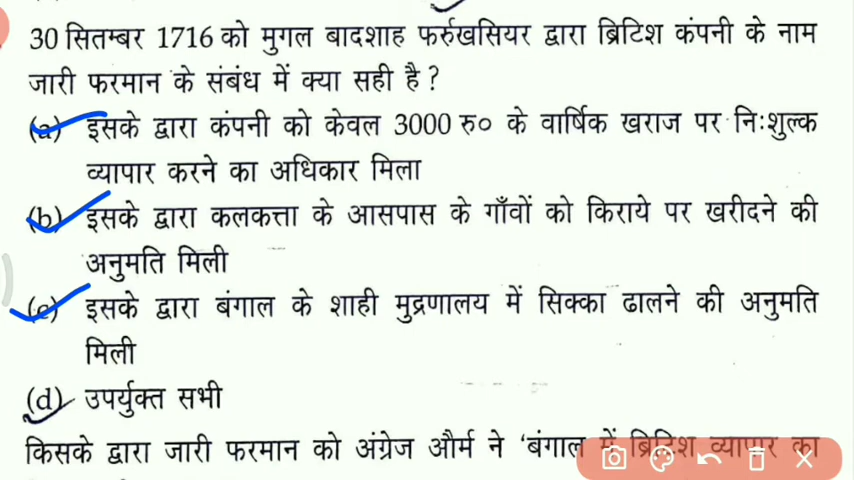 30 सितम्बर 1716 को मुगल बादशाह फर्रुखसियर द्वारा ब्रिटिश कंपनी के नाम
जारी फरमान के संबंध में क्या सही है?
(a) इसके द्वारा कंपनी को केवल 3000 रु० के वार्षिक खराज पर निःशुल्क
व्यापार करने का अधिकार मिला
(b) इसके द्वारा कलकत्ता के आसपास के गाँवों को किराये पर खरीदने की
अनुमति मिली
(c) इसके द्वारा बंगाल के शाही मुद्रणालय में सिक्का ढालने की अनुमति
मिली
(d) उपर्युक्त सभी
किसके द्वारा जारी फरमान को अंग्रेज और्म ने 'बंगाल में ब्रिटिश व्यापार का